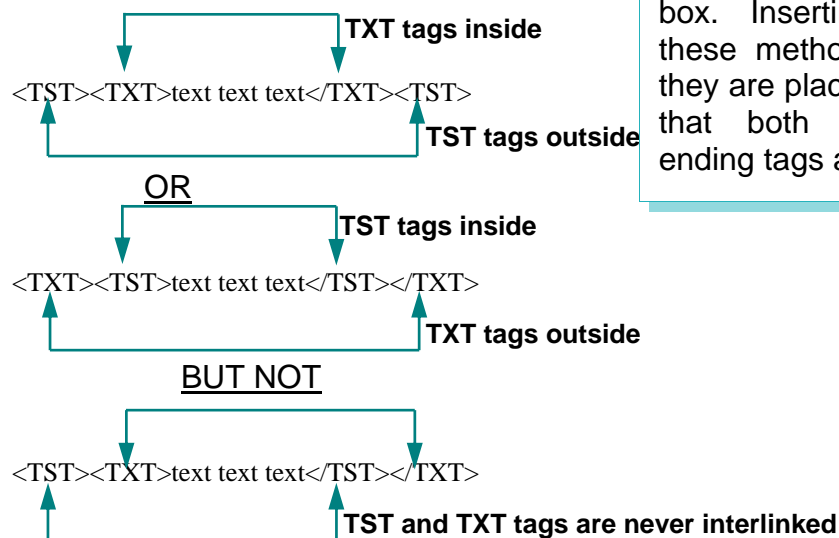 TXT tags inside
<TST><TXT>text text text</TXT><TST>
TST tags outside
OR
TST tags inside
<TXT><TST>text text text</TST></TXT>
TXT tags outside
BUT NOT
<TST><TXT>text text text</TST></TXT>
TST and TXT tags are never interlinked
box. Inserti
these metho
they are plac
that both
ending tags a